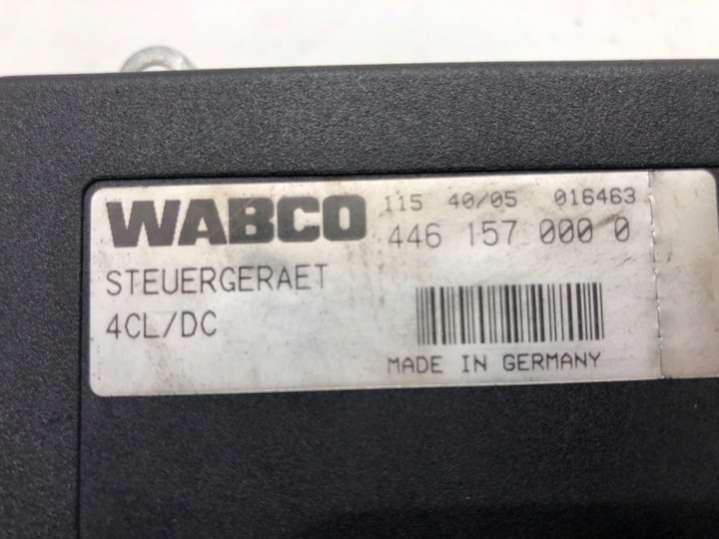 WABCO
115 40/05 016463
446 157 000 0
STEUERGERAET
4CL/DC
MADE IN GERMANY